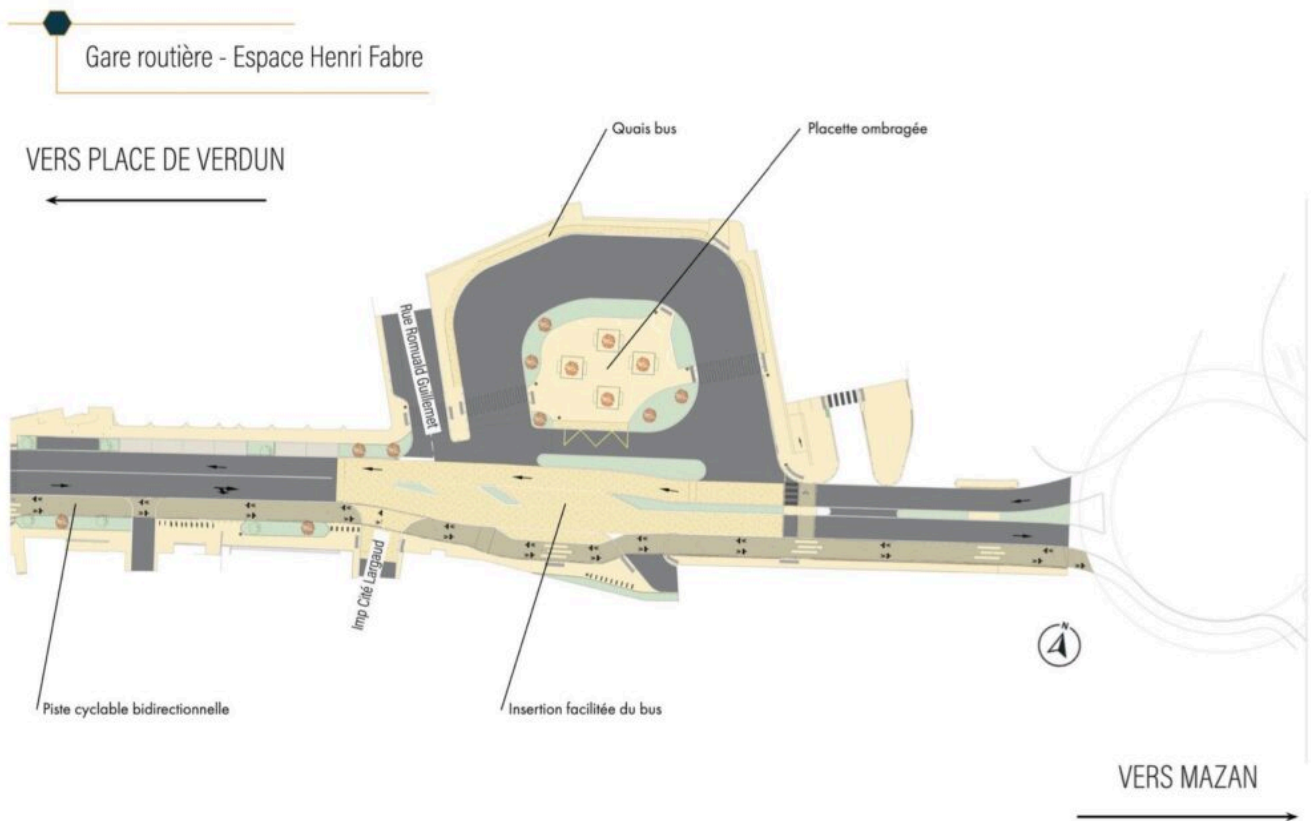 Gare routière - Espace Henri Fabre
VERS PLACE DE VERDUN
Quais bus
Placette ombragée
Rue Romuald Guillemet
Imp Cité Largaud
N
Piste cyclable bidirectionnelle
Insertion facilitée du bus
VERS MAZAN